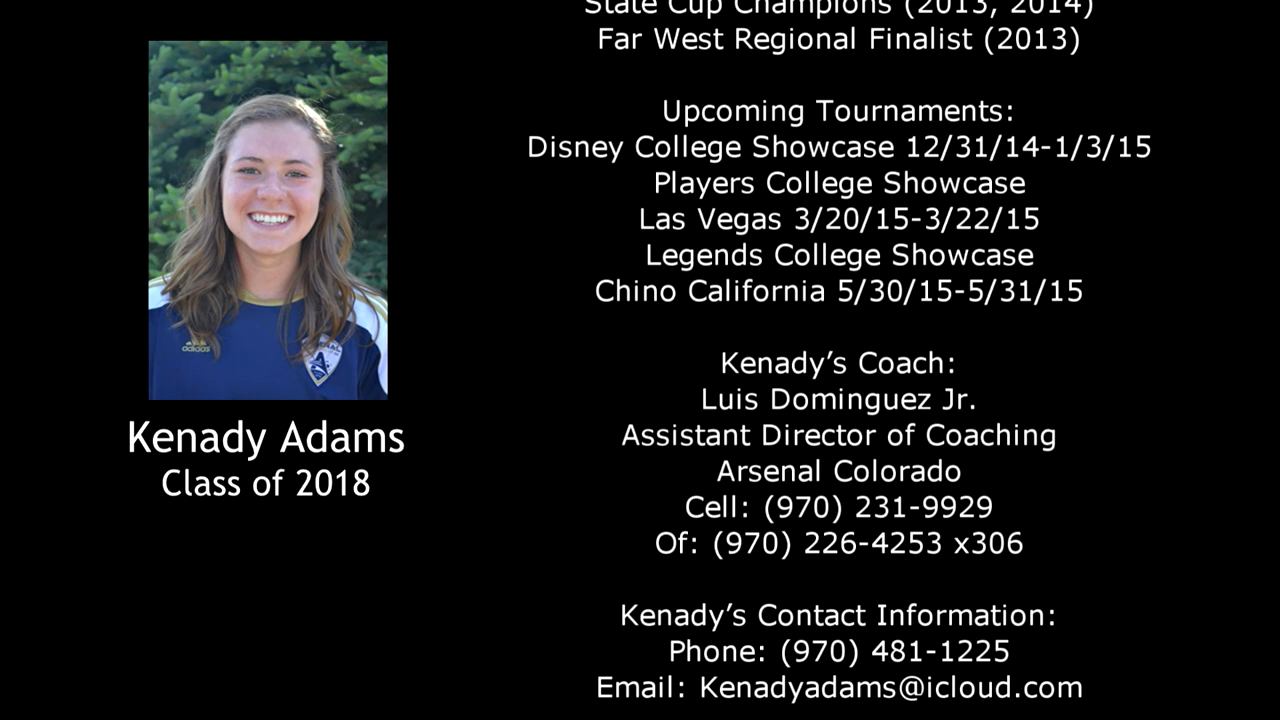 State Cup Champions (2013, 2014)
Far West Regional Finalist (2013)
Upcoming Tournaments:
Disney College Showcase 12/31/14-1/3/15
Players College Showcase
Las Vegas 3/20/15-3/22/15
Legends College Showcase
Chino California 5/30/15-5/31/15
Kenady’s Coach:
Luis Dominguez Jr.
Assistant Director of Coaching
Arsenal Colorado
Cell: (970) 231-9929
Of: (970) 226-4253 x306
Kenady’s Contact Information:
Phone: (970) 481-1225
Email: Kenadyadams@icloud.com
adidas
Kenady Adams
Class of 2018